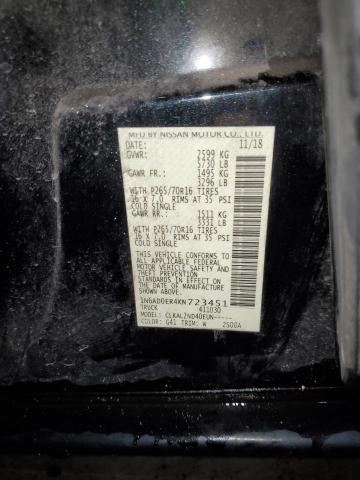 MFD BY NISSAN MOTOR CO., LTD.
DATE: 11/18
GVWR: 2599 KG
5730 LB
GAWR FR: 1495 KG
3296 LB
WITH P265/70R16 TIRES
16 X 7.0 RIMS AT 35 PSI
COLD SINGLE
GAWR RR: 1511 KG
3331 LB
WITH P265/70R16 TIRES
16 X 7.0 RIMS AT 35 PSI
COLD SINGLE
THIS VEHICLE CONFORMS TO ALL APPLICABLE FEDERAL
MOTOR VEHICLE SAFETY AND
STANDARDS IN EFFECT ON THE DATE OF
MANUFACTURE SHOWN ABOVE.
1N6AD0ER4KN723451
TRUCK 411030
MODEL: CLKAL2ND4DEUN-----
COLOR: G41 TRIM: W 2500A